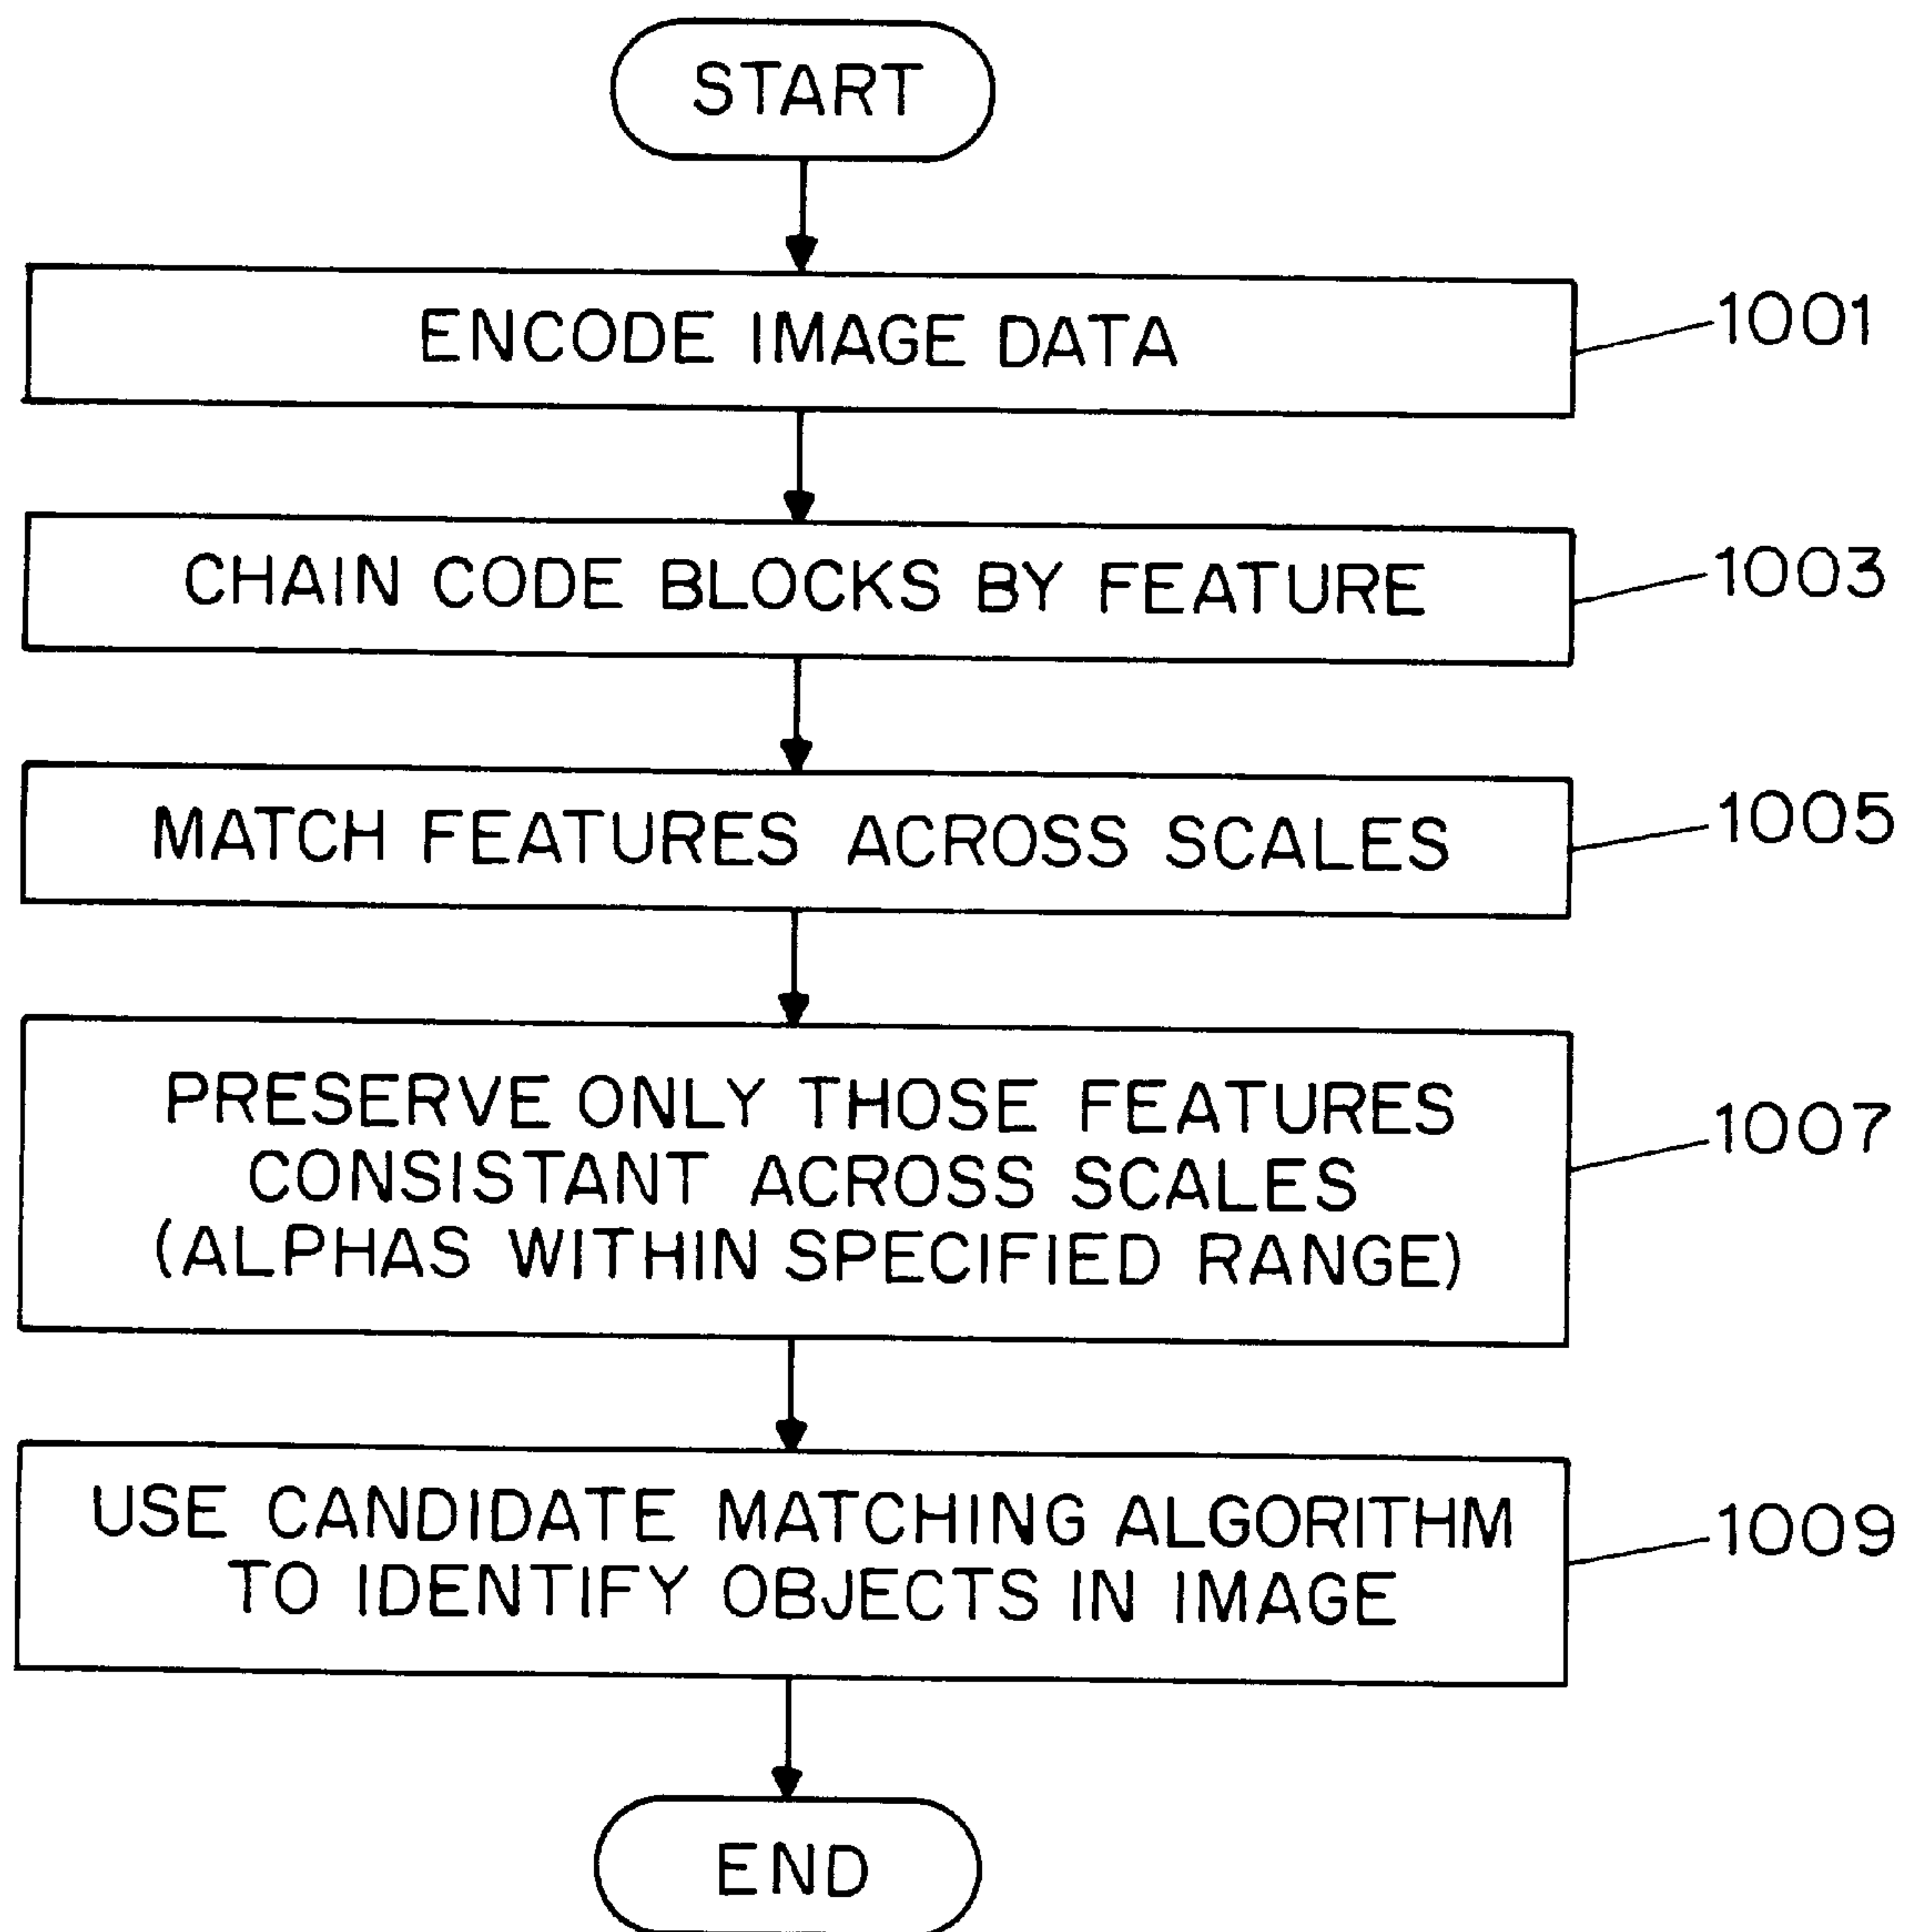 START
ENCODE IMAGE DATA
1001
CHAIN CODE BLOCKS BY FEATURE
1003
MATCH FEATURES ACROSS SCALES
1005
PRESERVE ONLY THOSE FEATURES
CONSISTANT ACROSS SCALES
(ALPHAS WITHIN SPECIFIED RANGE)
1007
USE CANDIDATE MATCHING ALGORITHM
TO IDENTIFY OBJECTS IN IMAGE
1009
END